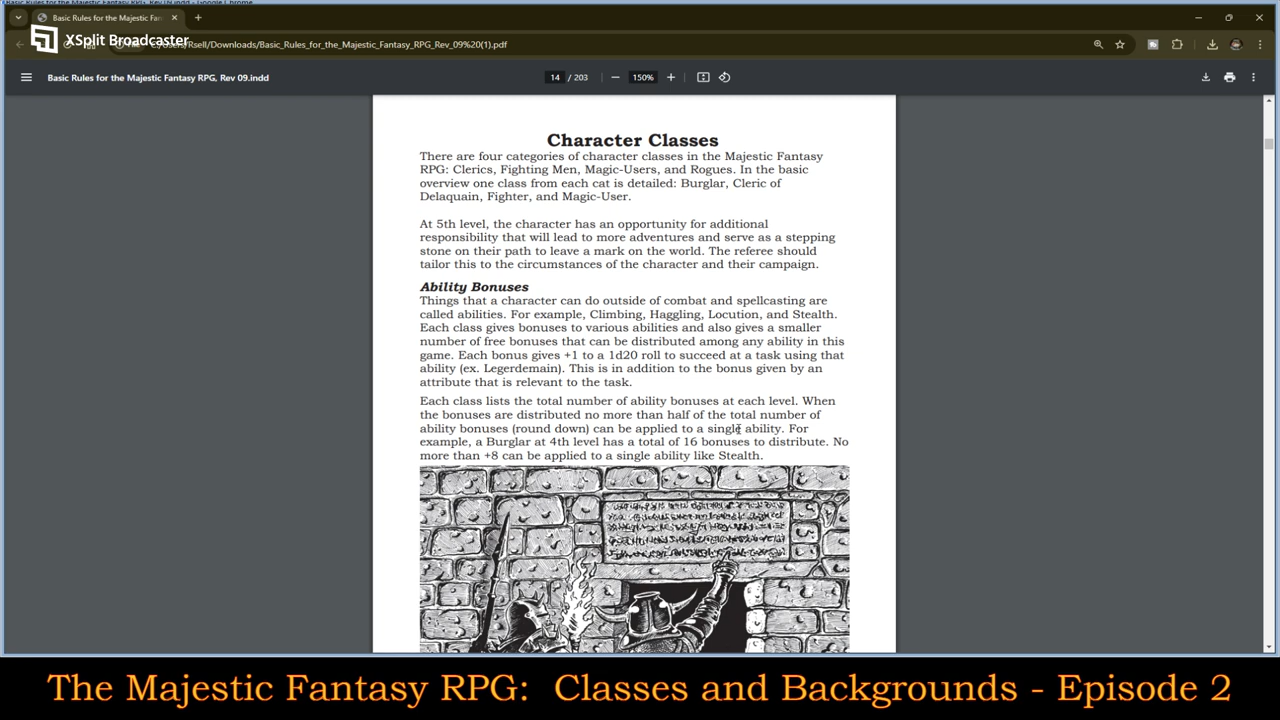 Basic Rules for the Majestic Fan
XSplit Broadcaster
/Rsell/Downloads/Basic_Rules_for_the_Majestic_Fantasy_RPG_Rev_09%20(1).pdf
Basic Rules for the Majestic Fantasy RPG, Rev 09.indd
14 / 203
150%
Character Classes
There are four categories of character classes in the Majestic Fantasy
RPG: Clerics, Fighting Men, Magic-Users, and Rogues. In the basic
overview one class from each cat is detailed: Burglar, Cleric of
Delaquain, Fighter, and Magic-User.
At 5th level, the character has an opportunity for additional
responsibility that will lead to more adventures and serve as a stepping
stone on their path to leave a mark on the world. The referee should
tailor this to the circumstances of the character and their campaign.
Ability Bonuses
Things that a character can do outside of combat and spellcasting are
called abilities. For example, Climbing, Haggling, Locution, and Stealth.
Each class gives bonuses to various abilities and also gives a smaller
number of free bonuses that can be distributed among any ability in this
game. Each bonus gives +1 to a 1d20 roll to succeed at a task using that
ability (ex. Legerdemain). This is in addition to the bonus given by an
attribute that is relevant to the task.
Each class lists the total number of ability bonuses at each level. When
the bonuses are distributed no more than half of the total number of
ability bonuses (round down) can be applied to a single ability. For
example, a Burglar at 4th level has a total of 16 bonuses to distribute. No
more than +8 can be applied to a single ability like Stealth.
The Majestic Fantasy RPG: Classes and Backgrounds - Episode 2